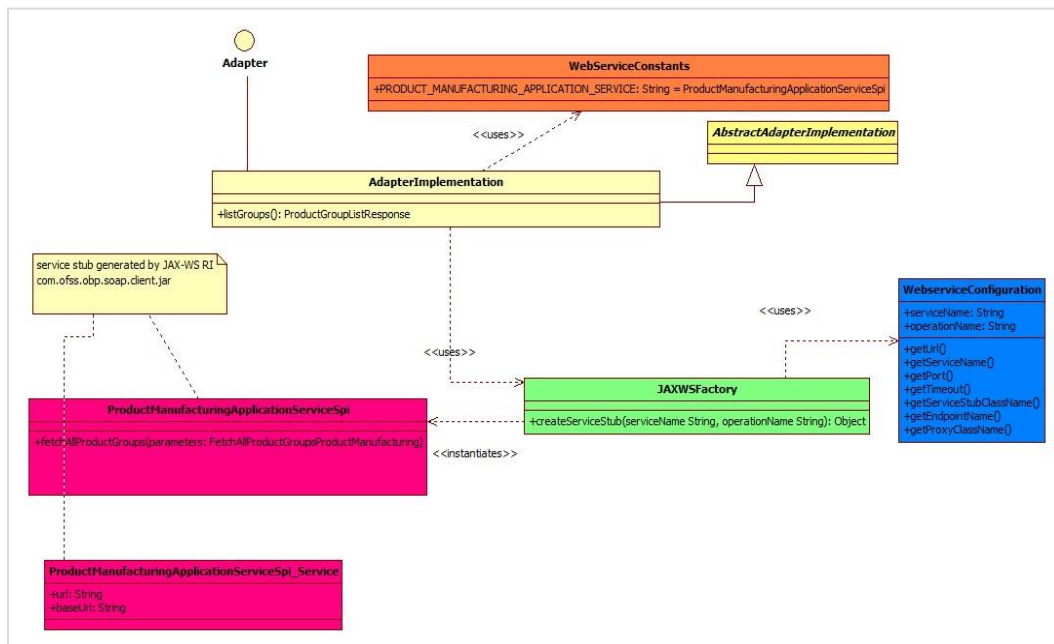 Adapter
WebServiceConstants
+PRODUCT_MANUFACTURING_APPLICATION_SERVICE: String = ProductManufacturingApplicationServiceSpi
<<uses>>
AbstractAdapterImplementation
AdapterImplementation
+listGroups(): ProductGroupListResponse
service stub generated by JAX-WS RI
com.ofss.obp.soap.client.jar
WebserviceConfiguration
+serviceName: String
+operationName: String
+getUrl()
+getServiceName()
+getPort()
+getTimeout()
+getServiceStubClassName()
+getEndpointName()
+getProxyClassName()
<<uses>>
<<uses>>
JAXWSFactory
+createServiceStub(serviceName String, operationName String): Object
ProductManufacturingApplicationServiceSpi
+fetchAllProductGroups(parameters: FetchAllProductGroupsProductManufacturing)
<<instantiates>>
ProductManufacturingApplicationServiceSpi_Service
+url: String
+baseUrl: String